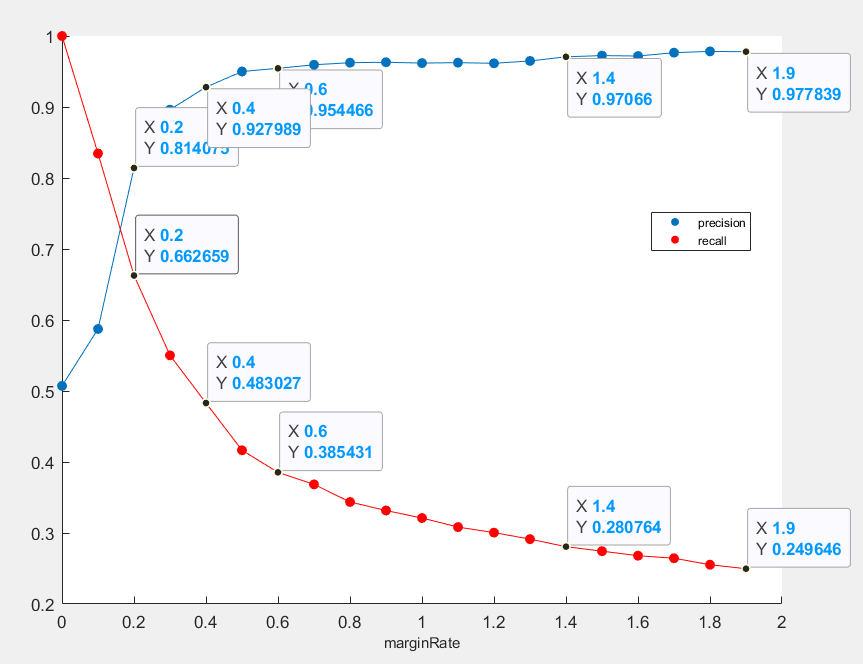 1
0.9
0.8
0.7
0.6
0.5
0.4
0.3
0.2
X 0.2
Y 0.814075
X 0.4
Y 0.927989
X 0.6
0.954466
X 1.4
Y 0.97066
X 1.9
Y 0.977839
precision
recall
X 0.2
Y 0.662659
X 0.4
Y 0.483027
X 0.6
Y 0.385431
X 1.4
Y 0.280764
X 1.9
Y 0.249646
0 0.2 0.4 0.6 0.8 1 1.2 1.4 1.6 1.8 2
marginRate